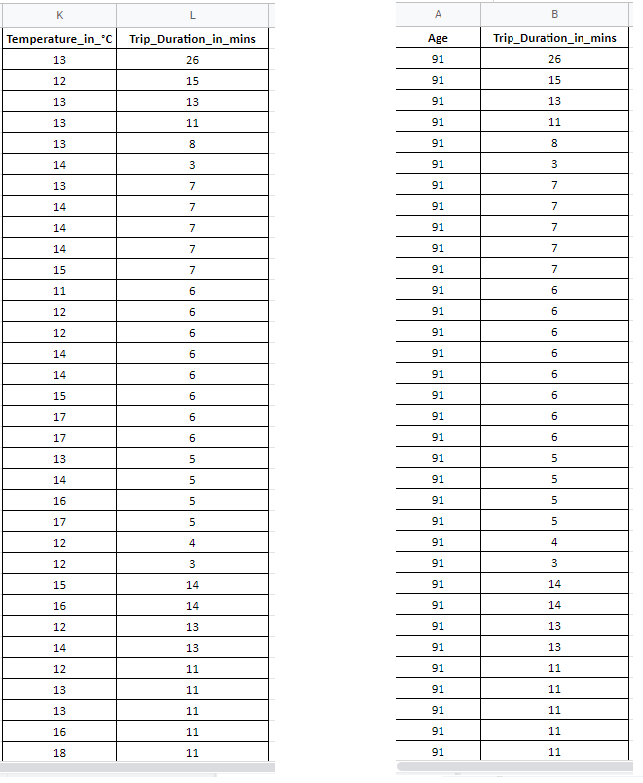 K L A B
Temperature_in_°C Trip_Duration_in_mins Age Trip_Duration_in_mins
13 26 91 26
12 15 91 15
13 13 91 13
13 11 91 11
13 8 91 8
14 3 91 3
13 7 91 7
14 7 91 7
14 7 91 7
14 7 91 7
15 7 91 7
11 6 91 6
12 6 91 6
12 6 91 6
14 6 91 6
14 6 91 6
15 6 91 6
17 6 91 6
17 6 91 6
13 5 91 5
14 5 91 5
16 5 91 5
17 5 91 5
12 4 91 4
12 3 91 3
15 14 91 14
16 14 91 14
12 13 91 13
14 13 91 13
12 11 91 11
13 11 91 11
13 11 91 11
16 11 91 11
18 11 91 11